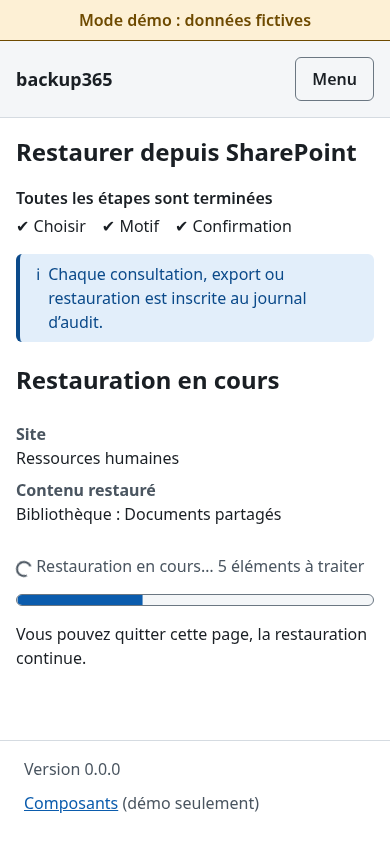 Mode démo : données fictives
backup365
Menu
Restaurer depuis SharePoint
Toutes les étapes sont terminées
✔ Choisir ✔ Motif ✔ Confirmation
i Chaque consultation, export ou
restauration est inscrite au journal
d’audit.
Restauration en cours
Site
Ressources humaines
Contenu restauré
Bibliothèque : Documents partagés
Restauration en cours… 5 éléments à traiter
Vous pouvez quitter cette page, la restauration
continue.
Version 0.0.0
Composants (démo seulement)